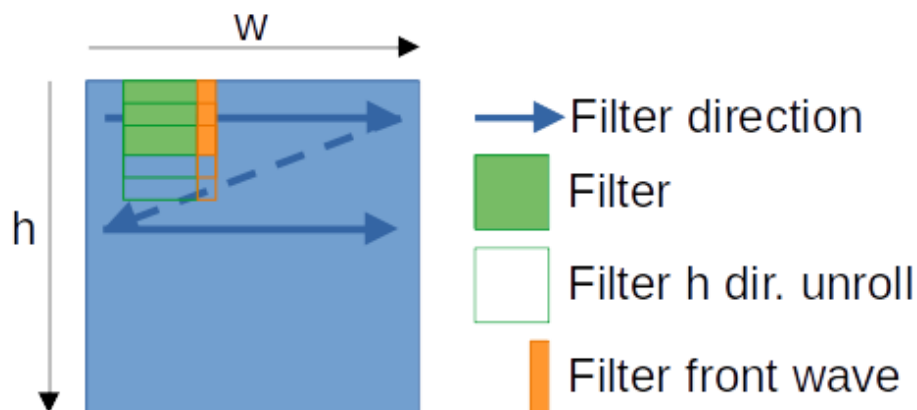 W
h
Filter direction
Filter
Filter h dir. unroll
Filter front wave